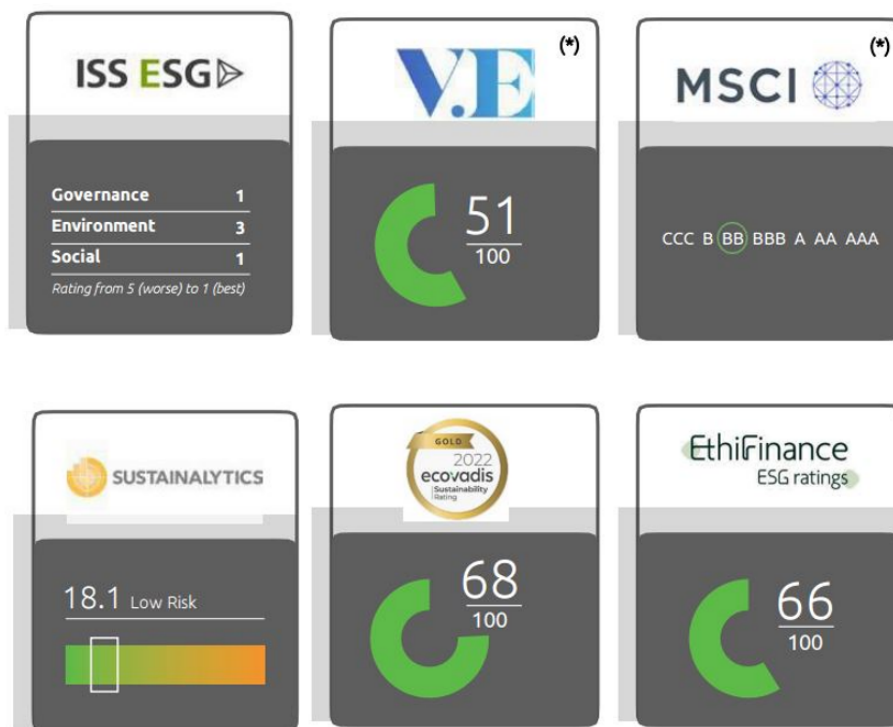 ISS ESG
Governance 1
Environment 3
Social 1
Rating from 5 (worse) to 1 (best)
V.E
(*)
51
100
MSCI
(*)
CCC B BB BBB A AA AAA
SUSTAINALYTICS
18.1 Low Risk
GOLD
2022
ecovadis
Sustainability
Rating
68
100
EthiFinance
ESG ratings
66
100